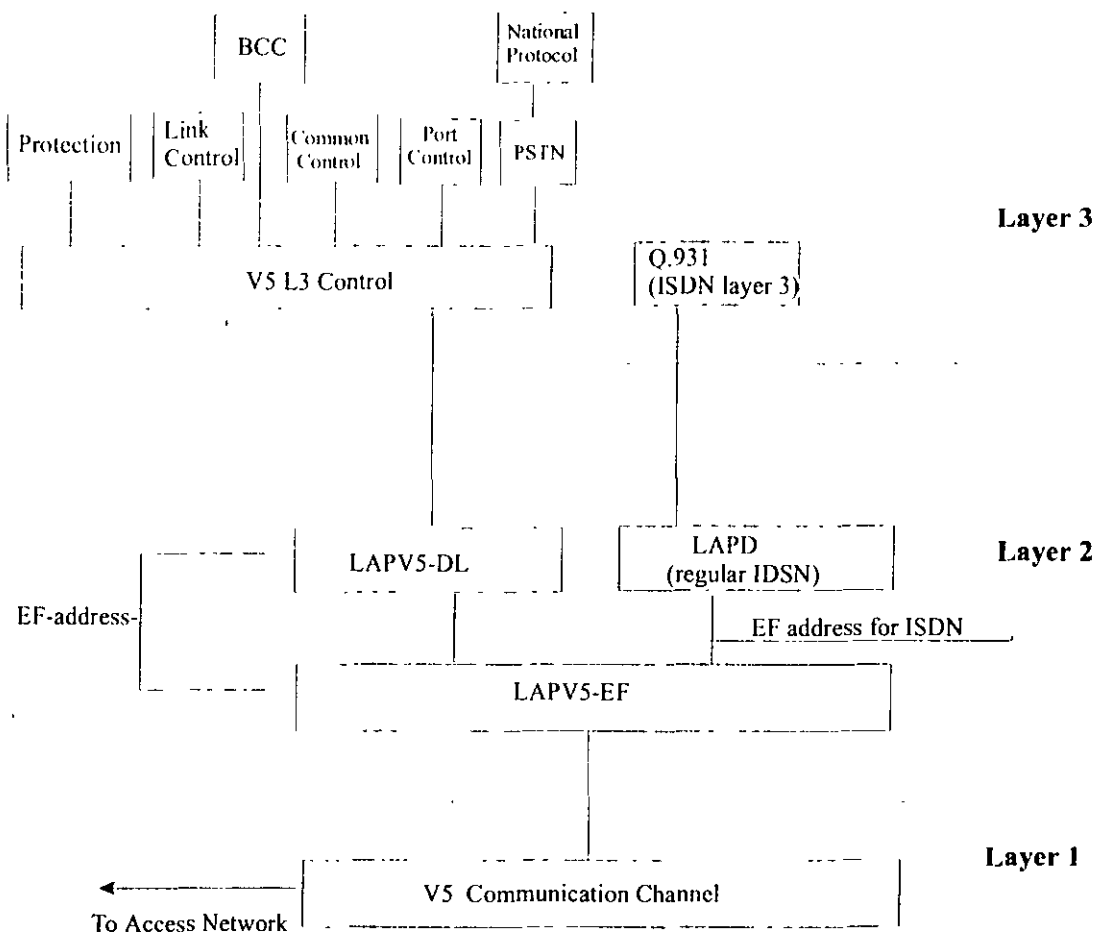 BCC
National
Protocol
Protection
Link
Control
Common
Control
Port
Control
PSTN
Layer 3
V5 L3 Control
Q.931
(ISDN layer 3)
LAPV5-DL
LAPD
(regular IDSN)
Layer 2
EF-address-
EF address for ISDN
LAPV5-EF
Layer 1
V5 Communication Channel
To Access Network